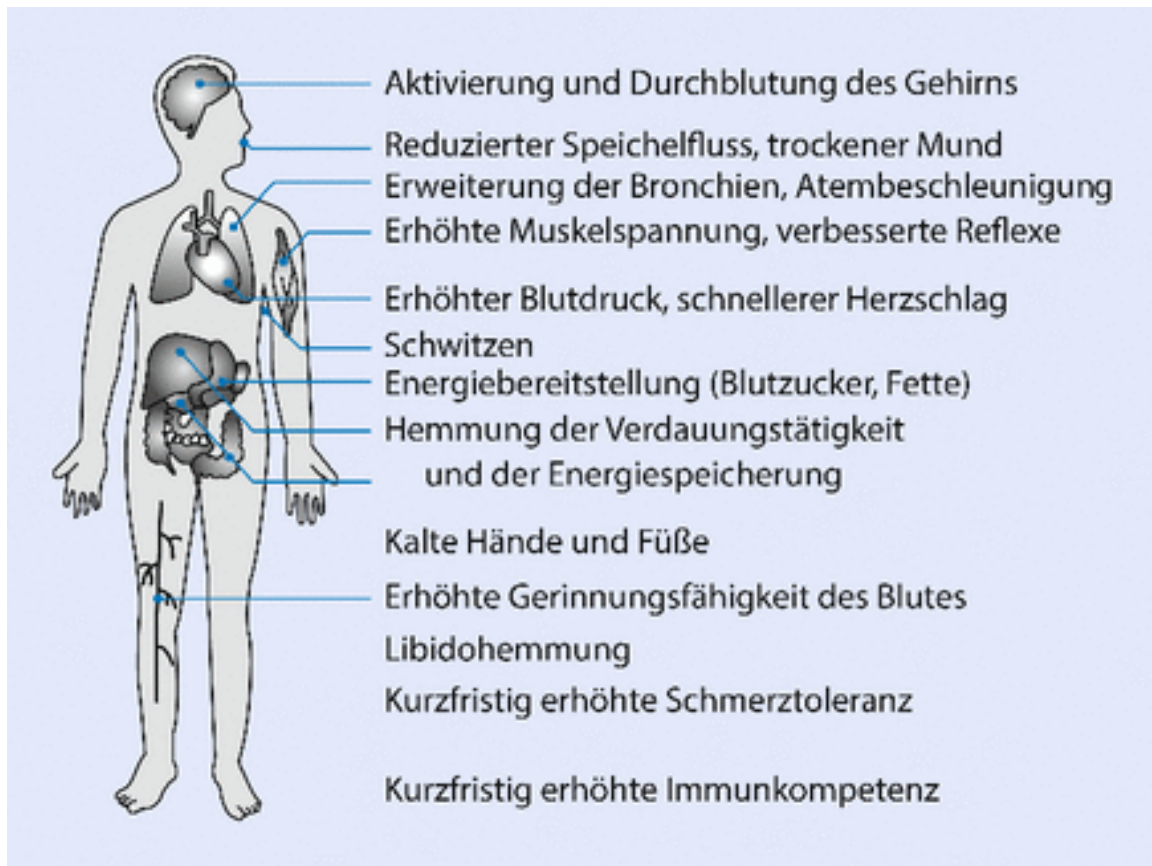 Aktivierung und Durchblutung des Gehirns
Reduzierter Speichelfluss, trockener Mund
Erweiterung der Bronchien, Atembeschleunigung
Erhöhte Muskelspannung, verbesserte Reflexe
Erhöhter Blutdruck, schnellerer Herzschlag
Schwitzen
Energiebereitstellung (Blutzucker, Fette)
Hemmung der Verdauungstätigkeit
und der Energiespeicherung
Kalte Hände und Füße
Erhöhte Gerinnungsfähigkeit des Blutes
Libidohemmung
Kurzfristig erhöhte Schmerztoleranz
Kurzfristig erhöhte Immunkompetenz